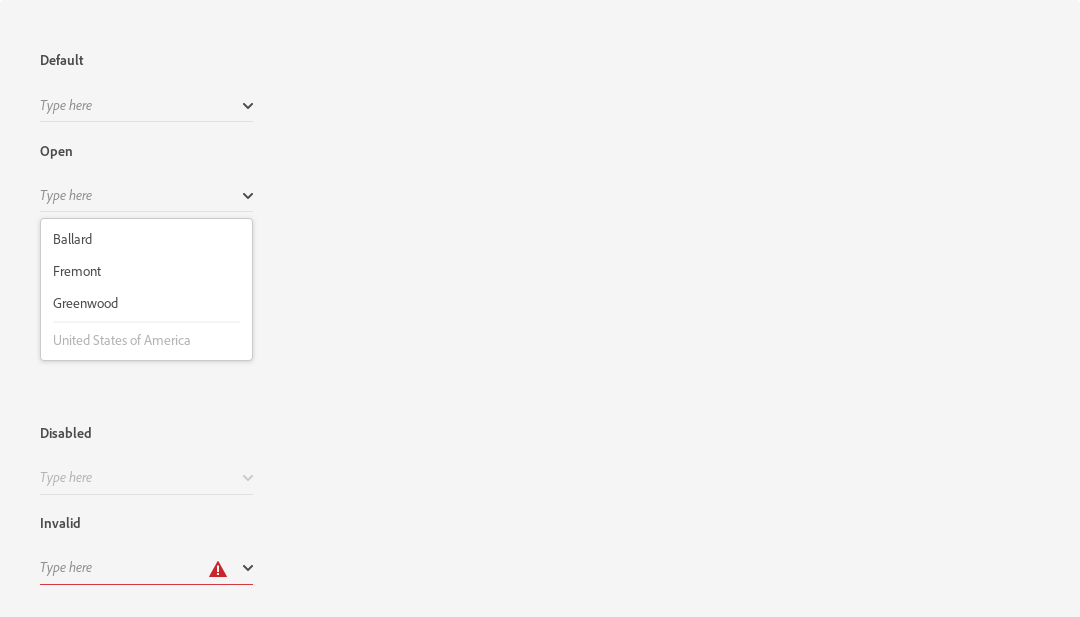 Default
Type here
Open
Type here
Ballard
Fremont
Greenwood
United States of America
Disabled
Type here
Invalid
Type here